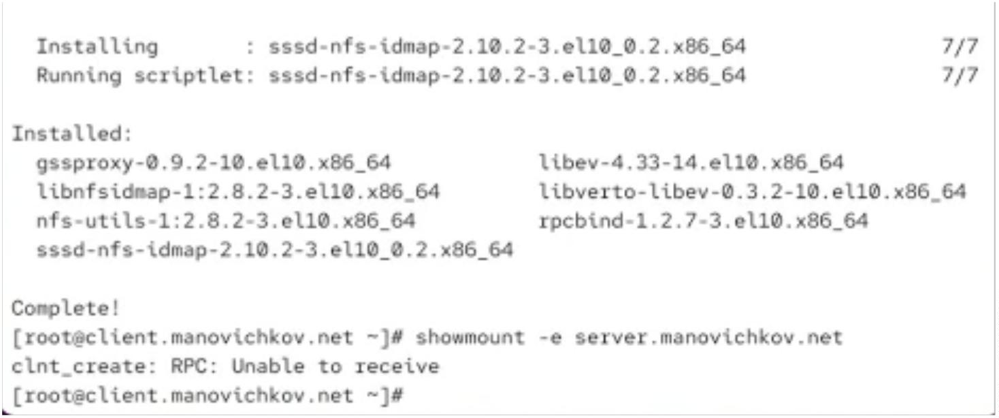 Installing       : sssd-nfs-idmap-2.10.2-3.el10_0.2.x86_64                7/7
Running scriptlet: sssd-nfs-idmap-2.10.2-3.el10_0.2.x86_64                7/7
Installed:
gssproxy-0.9.2-10.el10.x86_64            libev-4.33-14.el10.x86_64
libnfsidmap-1:2.8.2-3.el10.x86_64        libverto-libev-0.3.2-10.el10.x86_64
nfs-utils-1:2.8.2-3.el10.x86_64          rpcbind-1.2.7-3.el10.x86_64
sssd-nfs-idmap-2.10.2-3.el10_0.2.x86_64
Complete!
[root@client.manovichkov.net ~]# showmount -e server.manovichkov.net
clnt_create: RPC: Unable to receive
[root@client.manovichkov.net ~]#